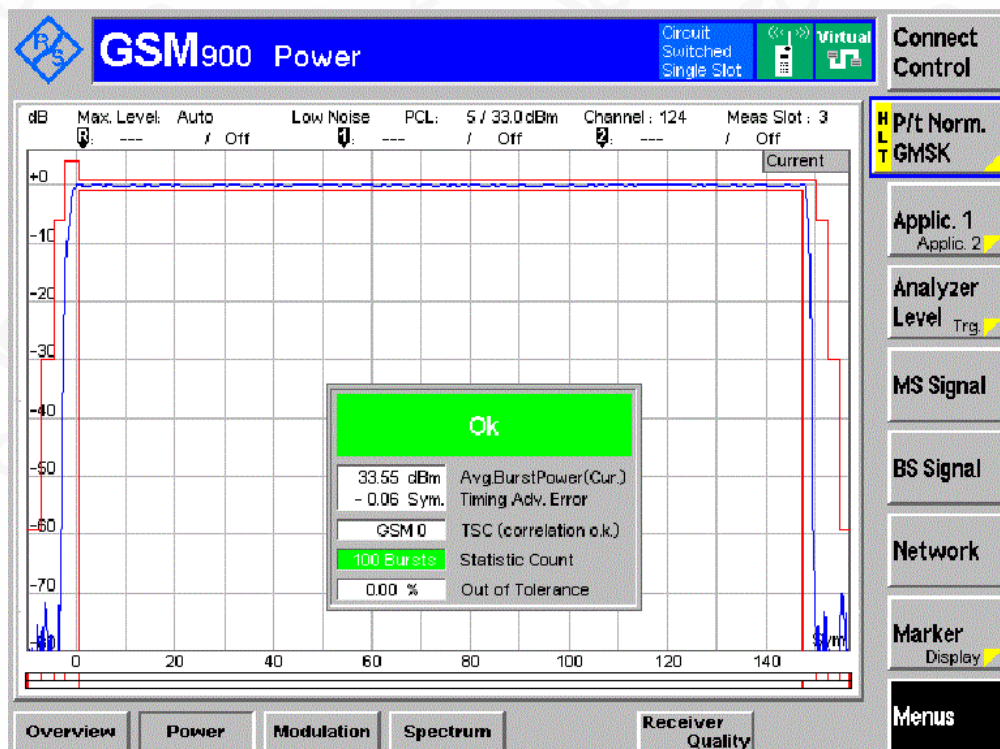 R S
GSM900 Power
Circuit
Switched
Single Slot
Virtual
Connect
Control
dB Max. Level: Auto Low Noise PCL: 5 / 33.0 dBm Channel : 124 Meas Slot : 3
R : --- / Off 1 : --- / Off 2 : --- / Off
Current
H
L
T
P/t Norm.
GMSK
+0
-10
-20
-30
-40
-50
-60
-70
-80
Ok
33.55 dBm Avg.BurstPower(Cur.)
- 0.06 Sym. Timing Adv. Error
GSM 0 TSC (correlation o.k.)
100 Bursts Statistic Count
0.00 % Out of Tolerance
Sym
0 20 40 60 80 100 120 140
Applic. 1
Applic. 2
Analyzer
Level Trg.
MS Signal
BS Signal
Network
Marker
Display
Menus
Overview Power Modulation Spectrum Receiver
Quality